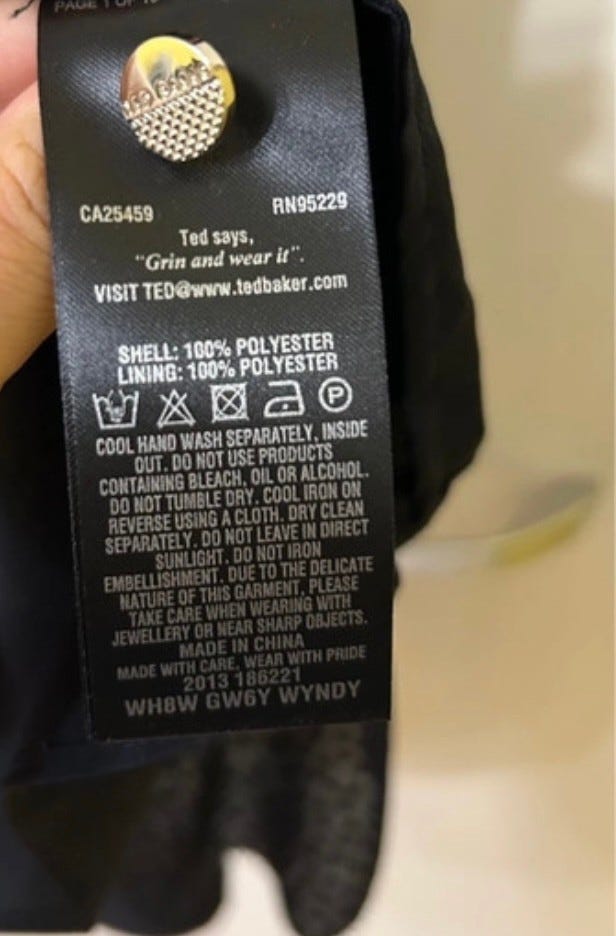 PAGE 1 OF
CA25459 RN95229
Ted says,
"Grin and wear it".
VISIT TED@www.tedbaker.com
SHELL: 100% POLYESTER
LINING: 100% POLYESTER
P
COOL HAND WASH SEPARATELY, INSIDE
OUT. DO NOT USE PRODUCTS
CONTAINING BLEACH, OIL OR ALCOHOL.
DO NOT TUMBLE DRY. COOL IRON ON
REVERSE USING A CLOTH. DRY CLEAN
SEPARATELY. DO NOT LEAVE IN DIRECT
SUNLIGHT. DO NOT IRON
EMBELLISHMENT. DUE TO THE DELICATE
NATURE OF THIS GARMENT, PLEASE
TAKE CARE WHEN WEARING WITH
JEWELLERY OR NEAR SHARP OBJECTS.
MADE IN CHINA
MADE WITH CARE, WEAR WITH PRIDE
2013 186221
WH8W GW6Y WYNDY